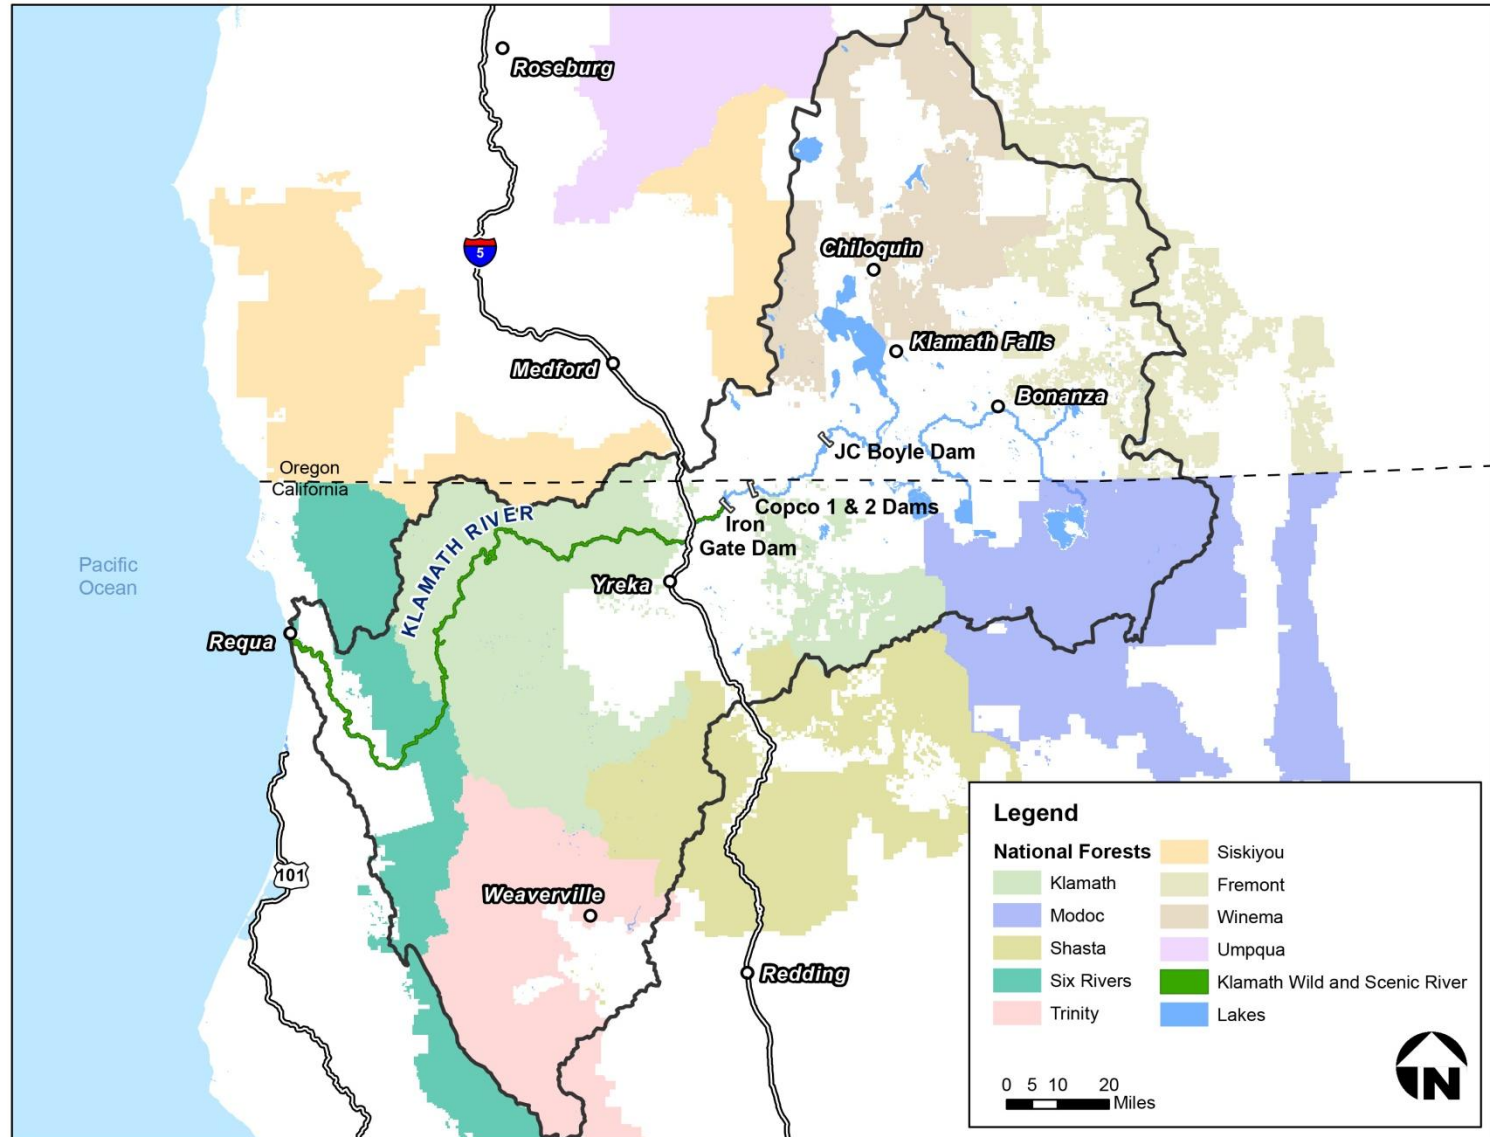 Roseburg
5
Chiloquin
Klamath Falls
Medford
Bonanza
JC Boyle Dam
Oregon
California
Copco 1 & 2 Dams
Iron
Gate Dam
KLAMATH RIVER
Pacific
Ocean
Yreka
Requa
101
Weaverville
Redding
Legend
National Forests
Klamath
Modoc
Shasta
Six Rivers
Trinity
Siskiyou
Fremont
Winema
Umpqua
Klamath Wild and Scenic River
Lakes
0 5 10 20
Miles
N